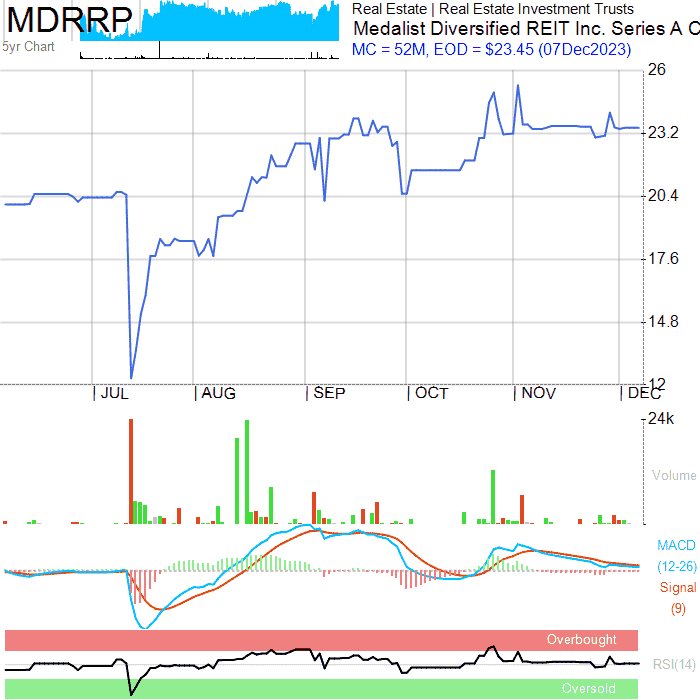 MDRRP
5yr Chart
Real Estate | Real Estate Investment Trusts
Medalist Diversified REIT Inc. Series A C
MC = 52M, EOD = $23.45 (07Dec2023)
26
23.2
20.4
17.6
14.8
12
JUL AUG SEP OCT NOV DEC
24k
Volume
MACD
(12-26)
Signal
(9)
Overbought
RSI(14)
Oversold